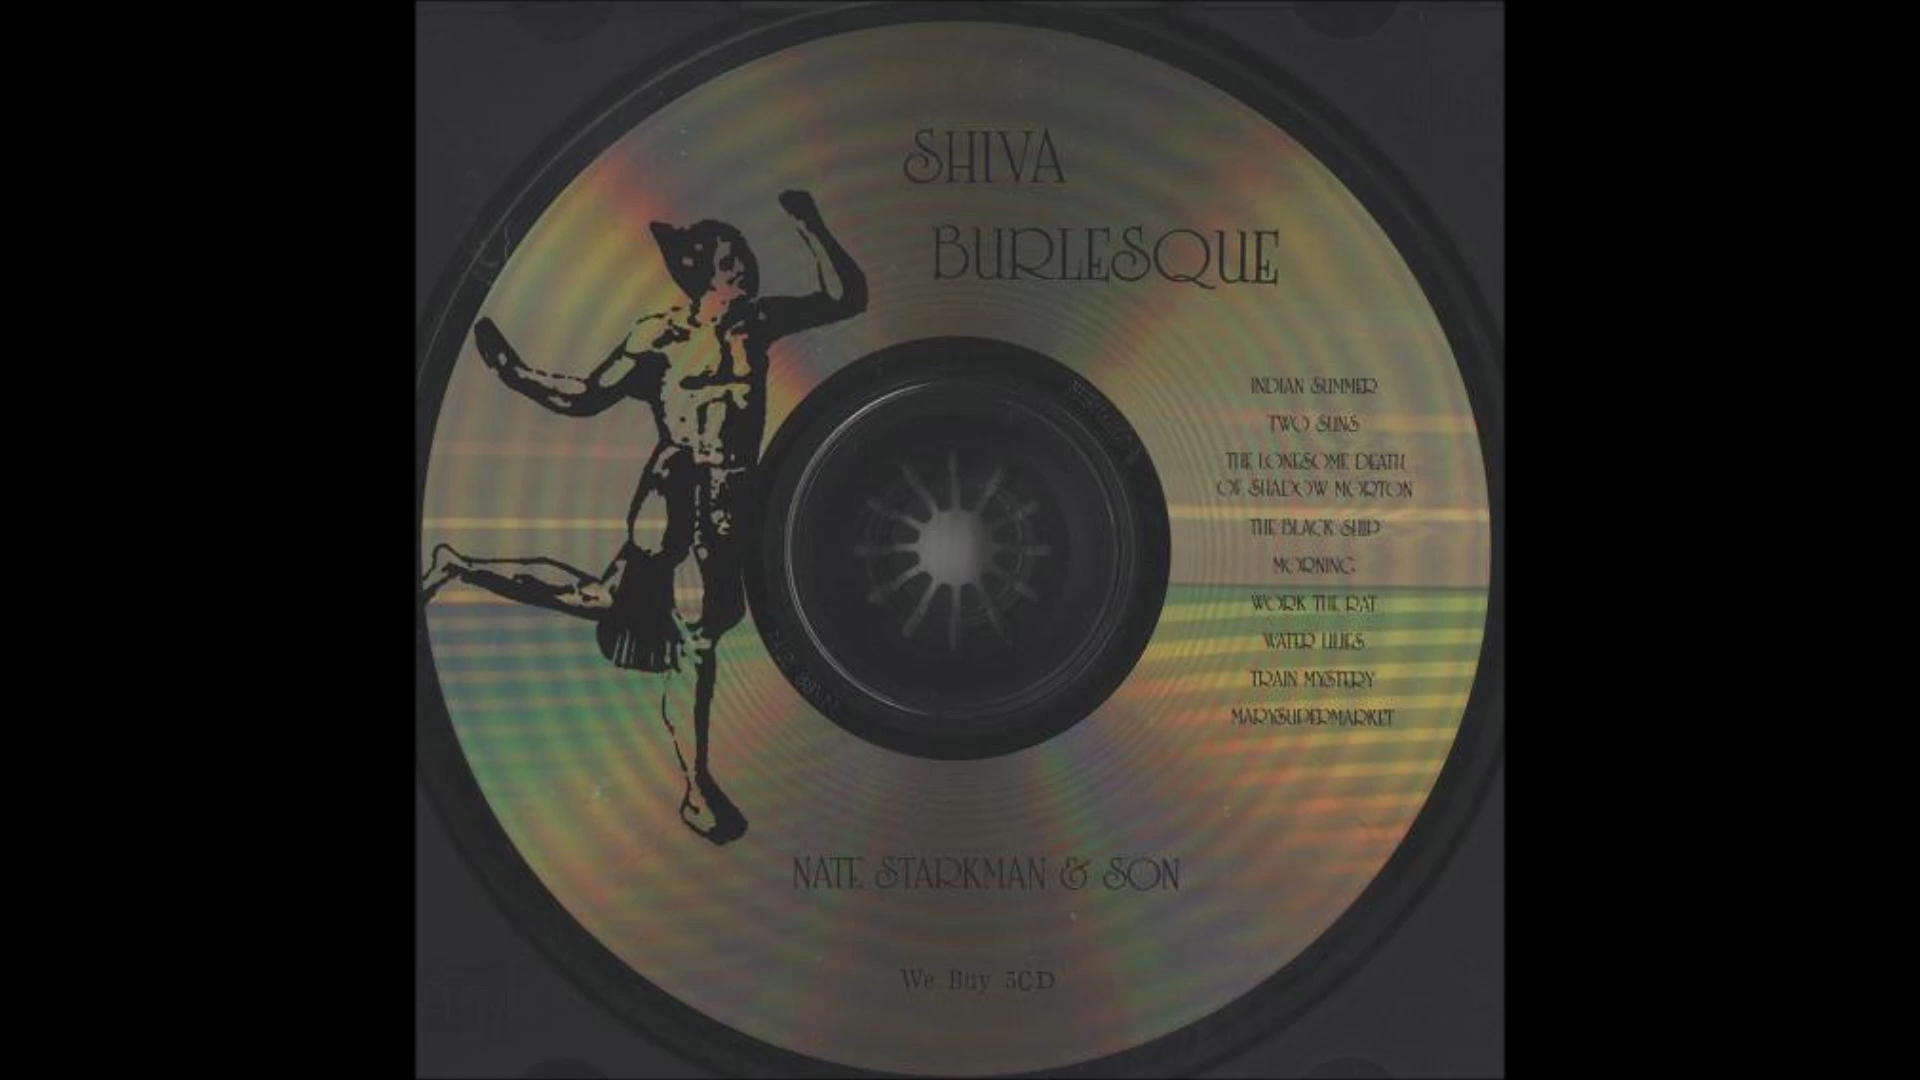 SHIVA
BURLESQUE
INDIAN SUMMER
TWO SUNS
THE LONESOME DEATH
OF SHADOW MORTON
THE BLACK SHIP
MORNING
WORK THE RAT
WATER LILIES
TRAIN MYSTERY
MARYSUPERMARKET
NATE STARKMAN & SON
We Buy 5CD